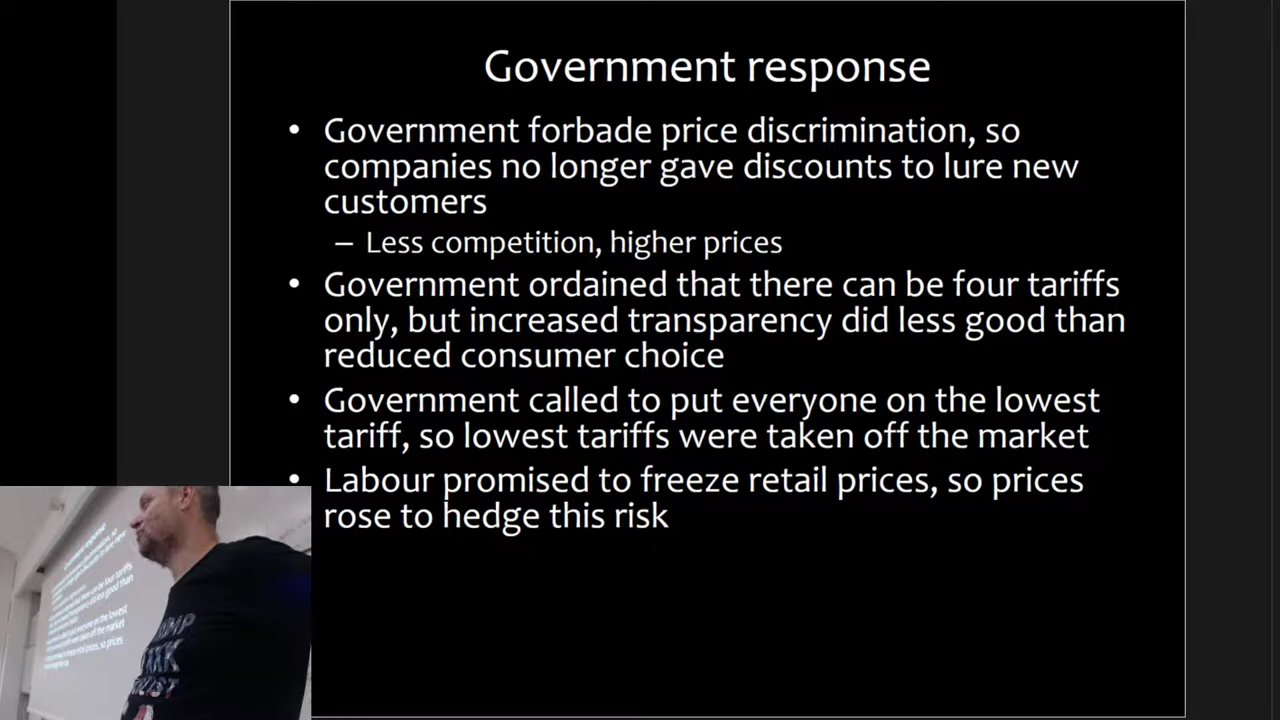 Government response
• Government forbade price discrimination, so
companies no longer gave discounts to lure new
customers
– Less competition, higher prices
• Government ordained that there can be four tariffs
only, but increased transparency did less good than
reduced consumer choice
• Government called to put everyone on the lowest
tariff, so lowest tariffs were taken off the market
• Labour promised to freeze retail prices, so prices
rose to hedge this risk